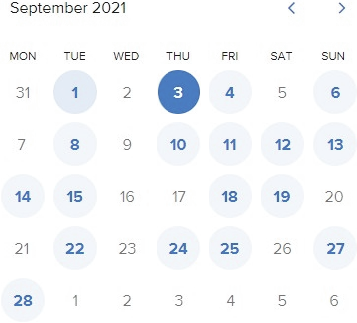 September 2021
MON TUE WED THU FRI SAT SUN
31 1 2 3 4 5 6
7 8 9 10 11 12 13
14 15 16 17 18 19 20
21 22 23 24 25 26 27
28 1 2 3 4 5 6